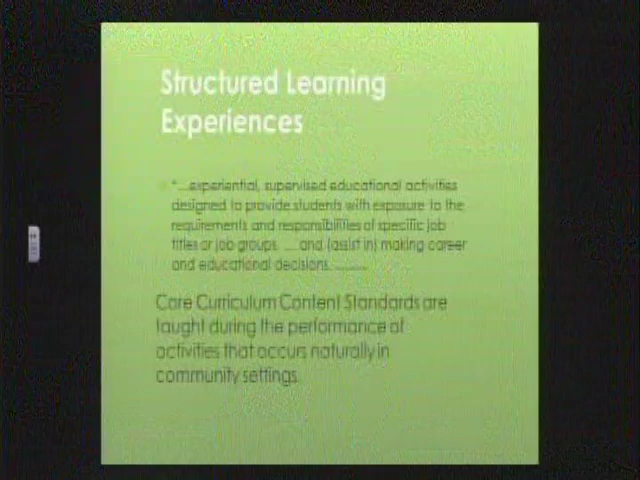 Structured Learning
Experiences
"...experiential, supervised educational activities
designed to provide students with exposure to the
requirements and responsibilities of specific job
titles or job groups. ....and (assist in) making career
and educational decisions. .........
Core Curriculum Content Standards are
taught during the performance of
activities that occurs naturally in
community settings.